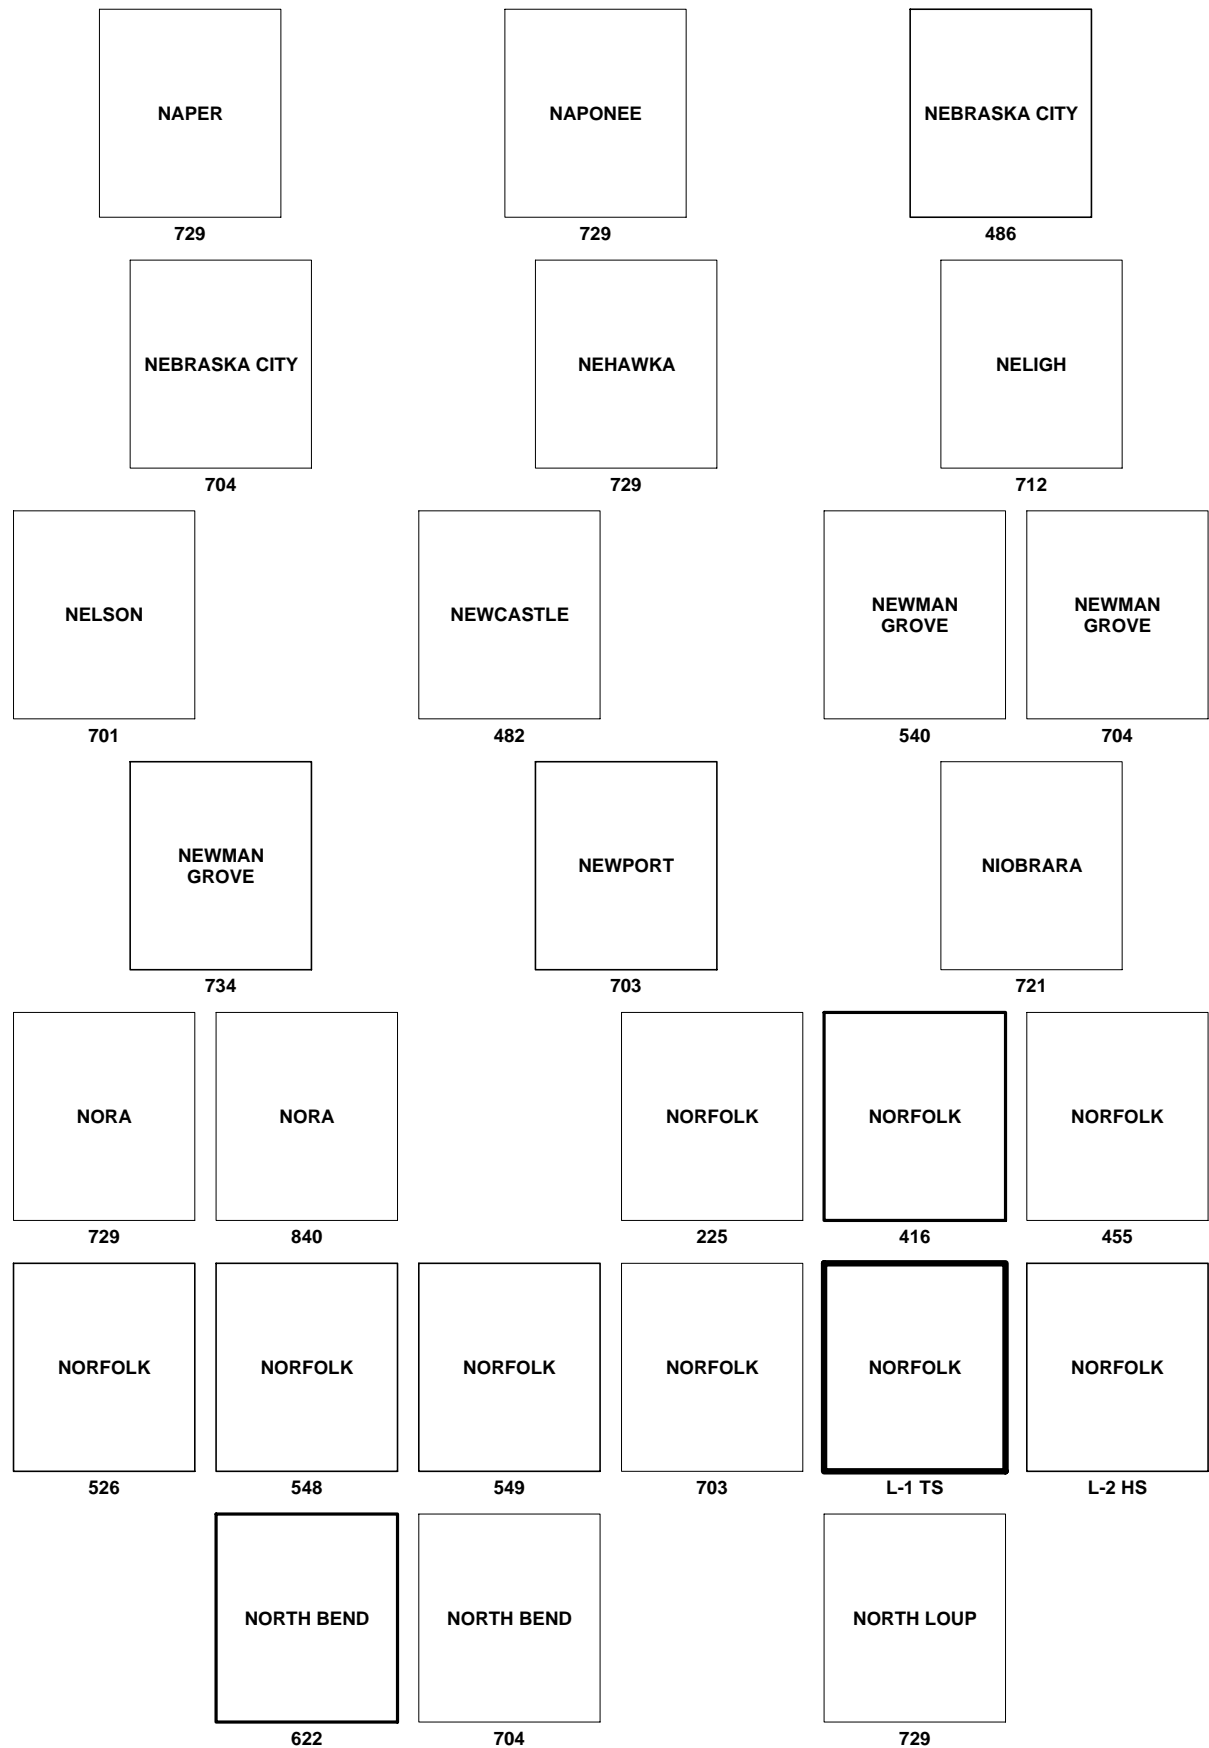 NAPER
729
NAPONEE
729
NEBRASKA CITY
486
NEBRASKA CITY
704
NEHAWKA
729
NELIGH
712
NELSON
701
NEWCASTLE
482
NEWMAN
GROVE
540
NEWMAN
GROVE
704
NEWMAN
GROVE
734
NEWPORT
703
NIOBRARA
721
NORA
729
NORA
840
NORFOLK
225
NORFOLK
416
NORFOLK
455
NORFOLK
526
NORFOLK
548
NORFOLK
549
NORFOLK
703
NORFOLK
L-1 TS
NORFOLK
L-2 HS
NORTH BEND
622
NORTH BEND
704
NORTH LOUP
729